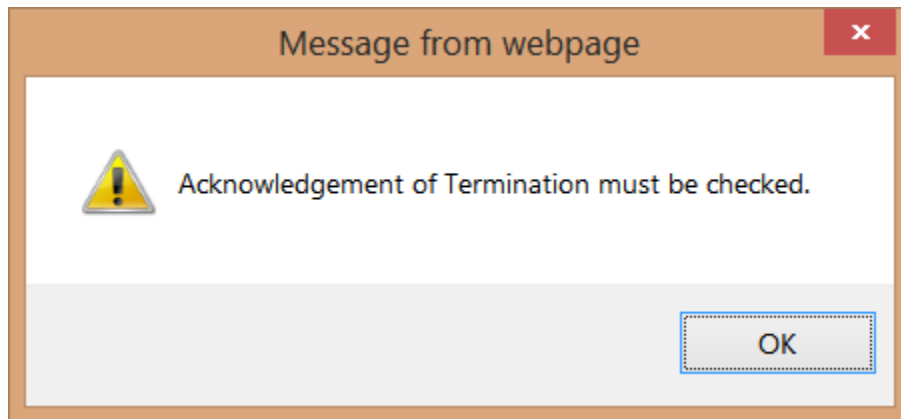 Message from webpage
Acknowledgement of Termination must be checked.
OK